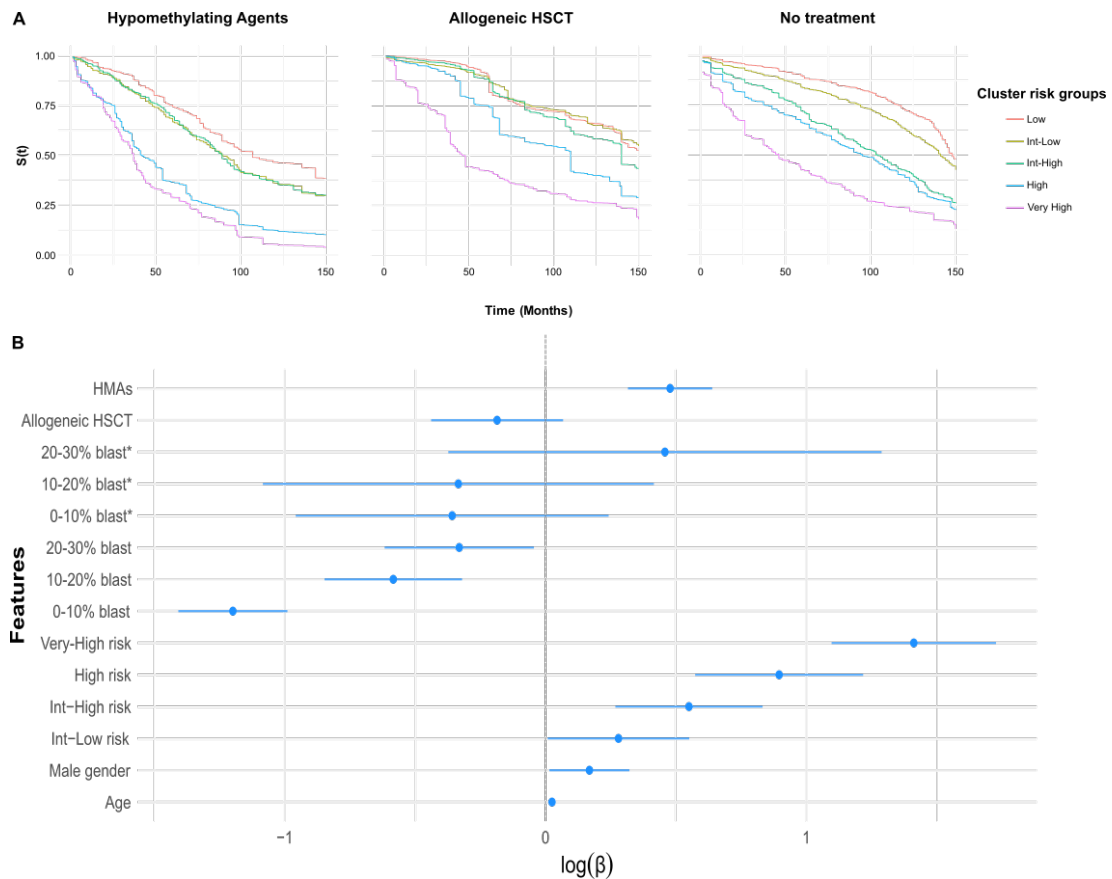 A
Hypomethylating Agents
Allogeneic HSCT
No treatment
S(t)
1.00
0.75
0.50
0.25
0.00
0 50 100 150
0 50 100 150
0 50 100 150
Time (Months)
Cluster risk groups
Low
Int-Low
Int-High
High
Very High
B
Features
HMAs
Allogeneic HSCT
20-30% blast*
10-20% blast*
0-10% blast*
20-30% blast
10-20% blast
0-10% blast
Very-High risk
High risk
Int−High risk
Int−Low risk
Male gender
Age
−1 0 1
log(β)